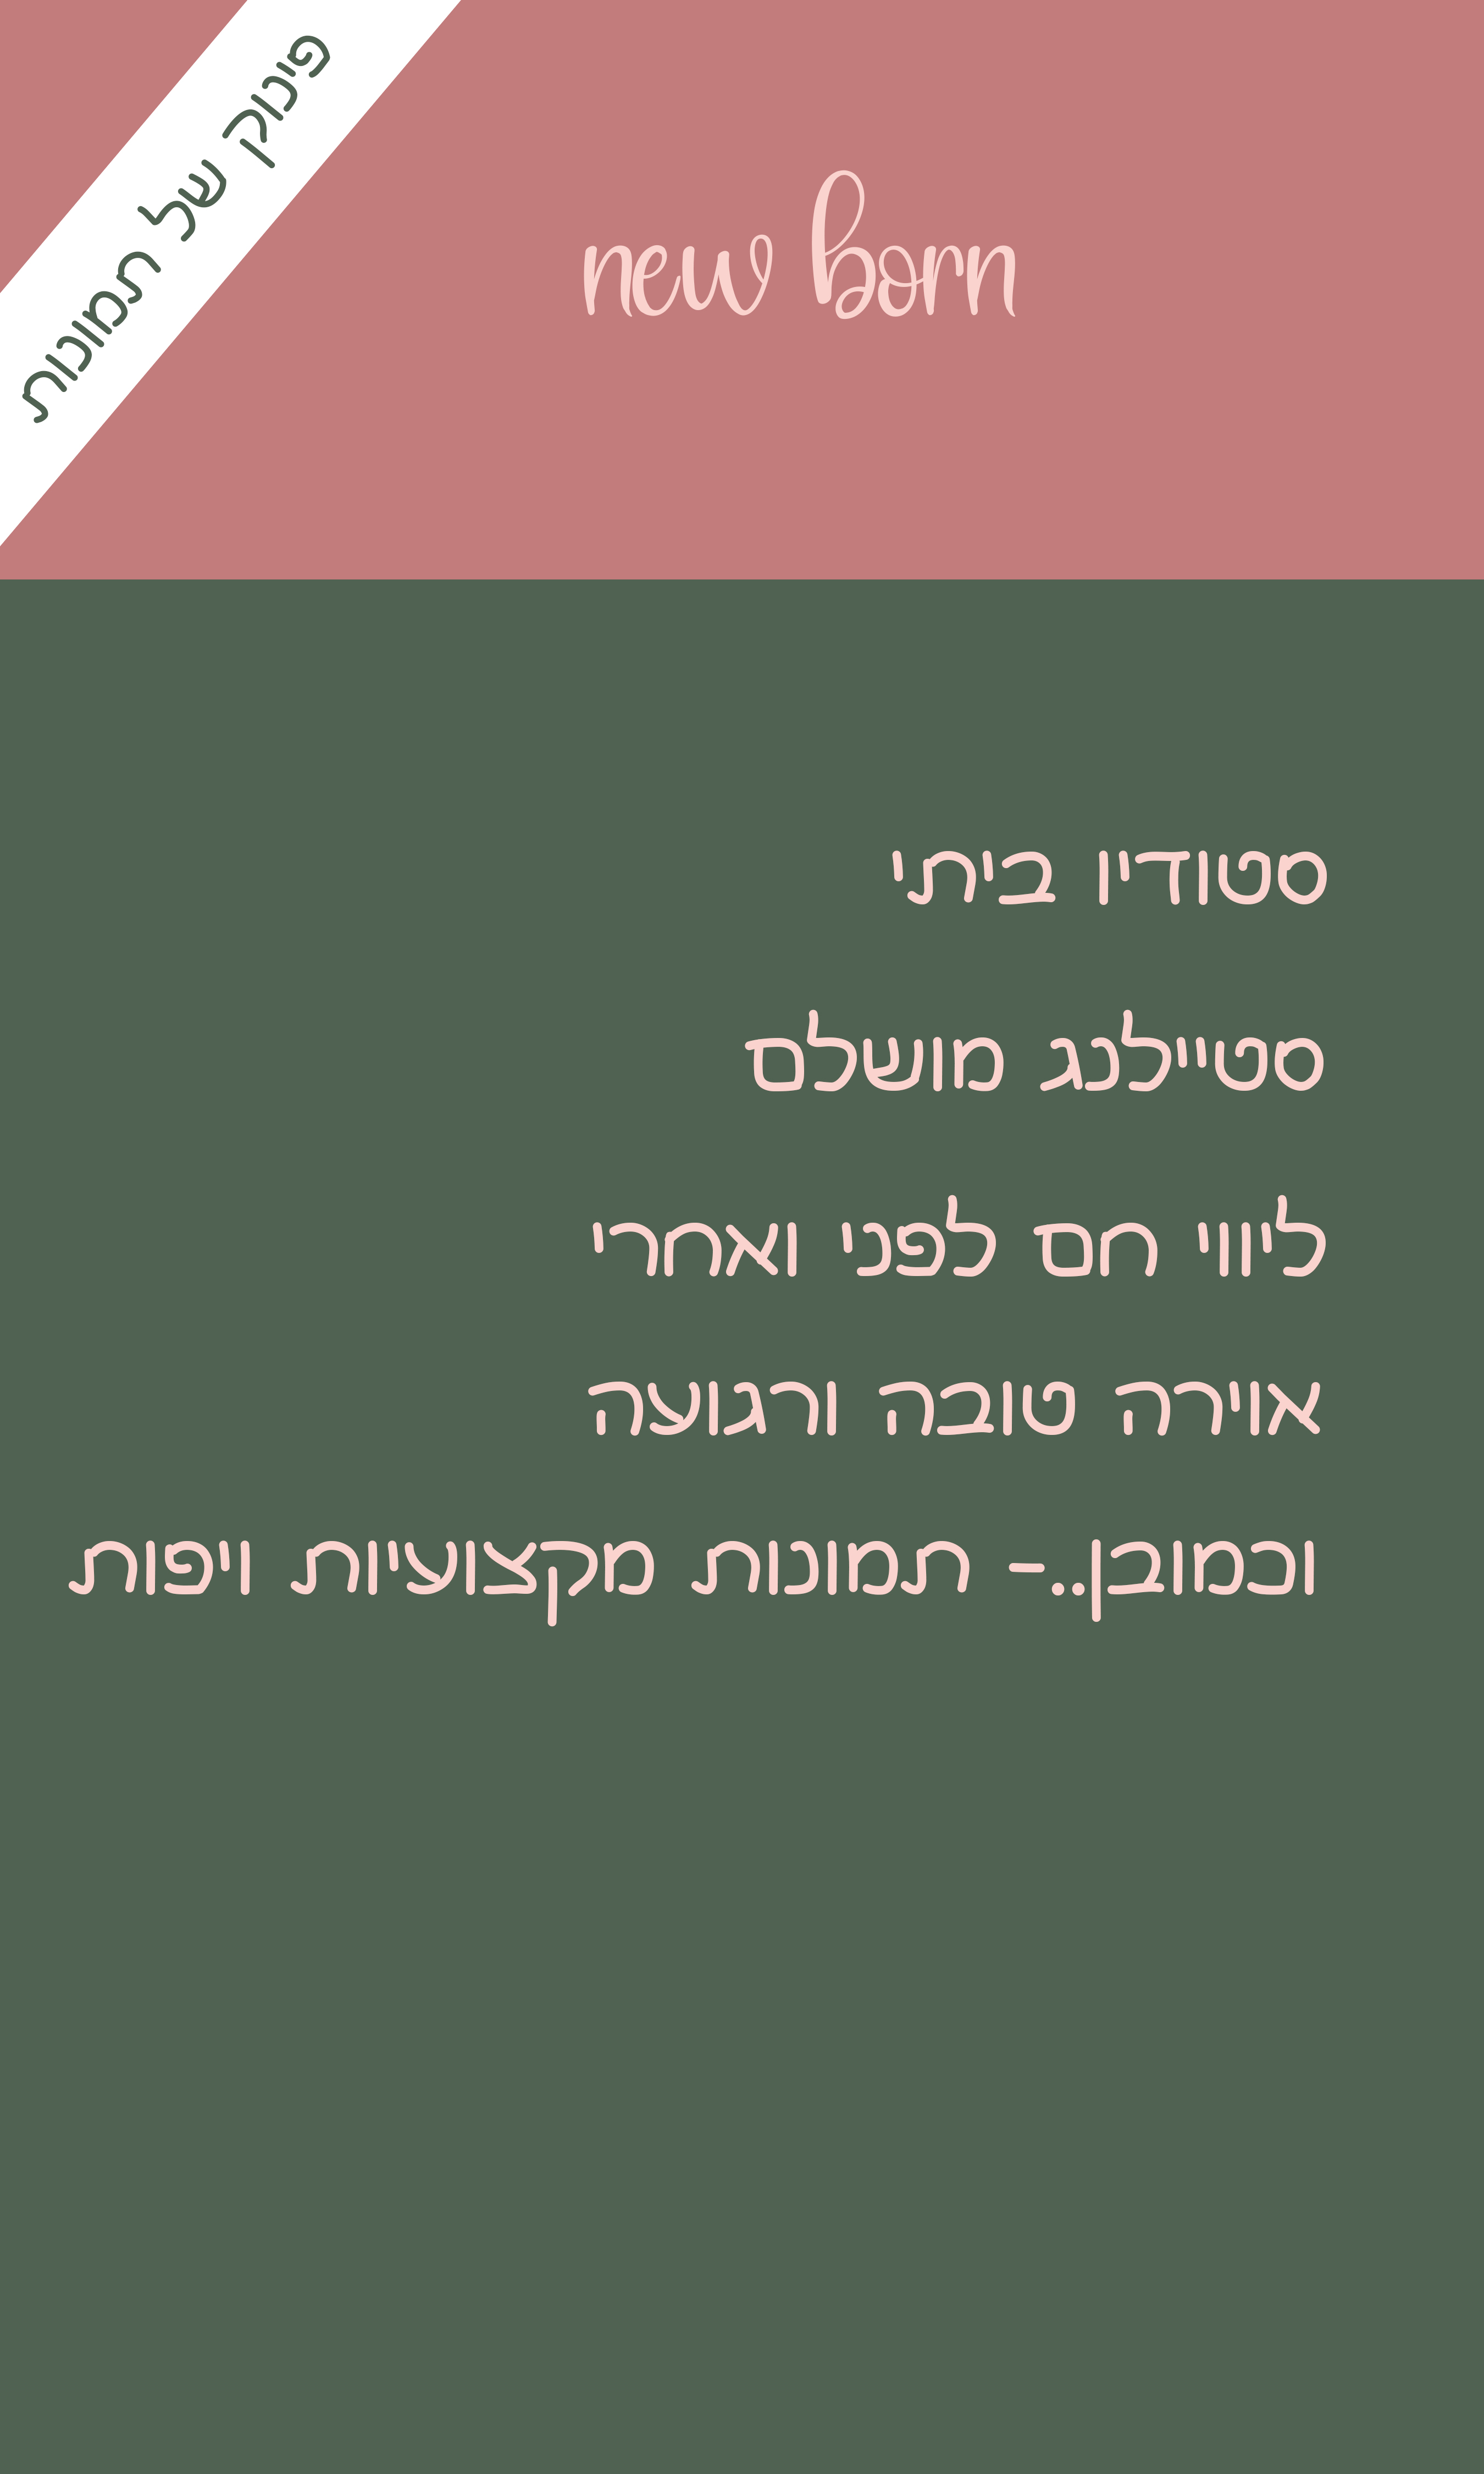 פינוק של תמונות
new born
סטודיו ביתי
סטיילנג מושלם
ליווי חם לפני ואחרי
אוירה טובה ורגועה
וכמובן..- תמונות מקצועיות ויפות